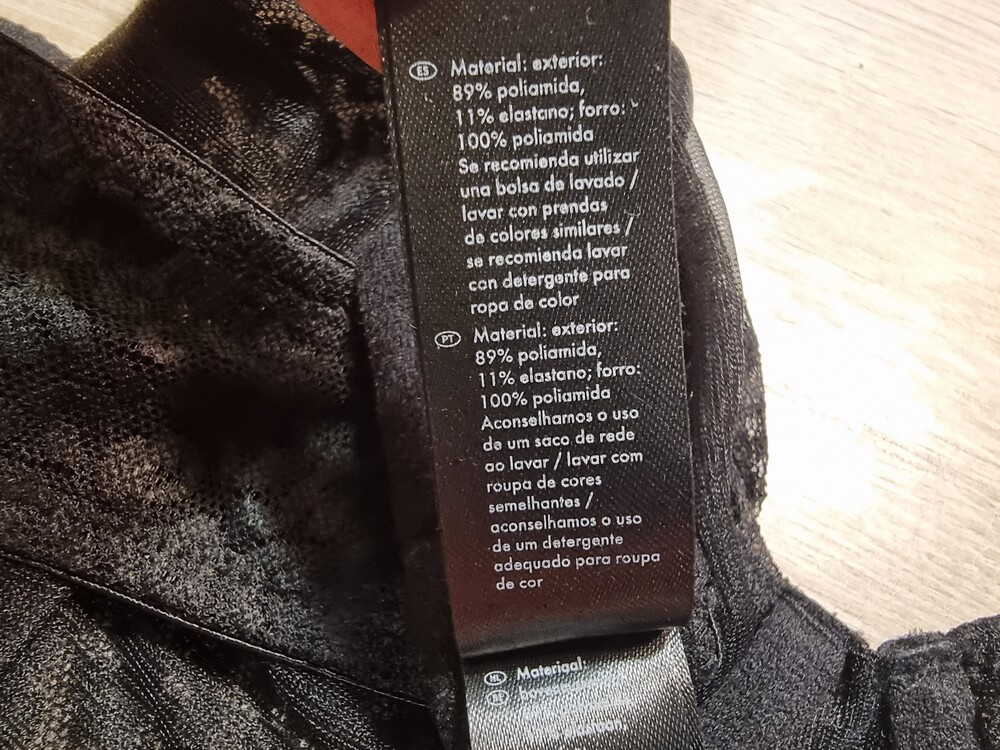 ES Material: exterior:
89% poliamida,
11% elastano; forro:
100% poliamida
Se recomienda utilizar
una bolsa de lavado /
lavar con prendas
de colores similares /
se recomienda lavar
con detergente para
ropa de color
PT Material: exterior:
89% poliamida,
11% elastano; forro:
100% poliamida
Aconselhamos o uso
de um saco de rede
ao lavar / lavar com
roupa de cores
semelhantes /
aconselhamos o uso
de um detergente
adequado para roupa
de cor
NL Materiaal:
BE